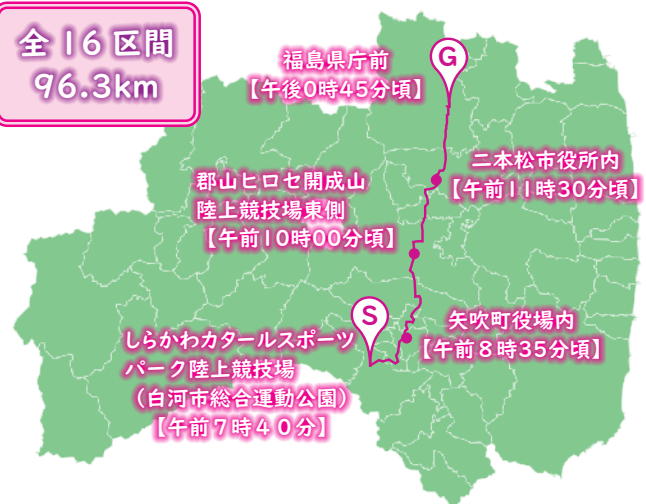 全16区間
96.3km
福島県庁前
【午後0時45分頃】
G
二本松市役所内
【午前11時30分頃】
郡山ヒロセ開成山
陸上競技場東側
【午前10時00分頃】
S
矢吹町役場内
【午前8時35分頃】
しらかわカタールスポーツ
パーク陸上競技場
（白河市総合運動公園）
【午前7時40分】